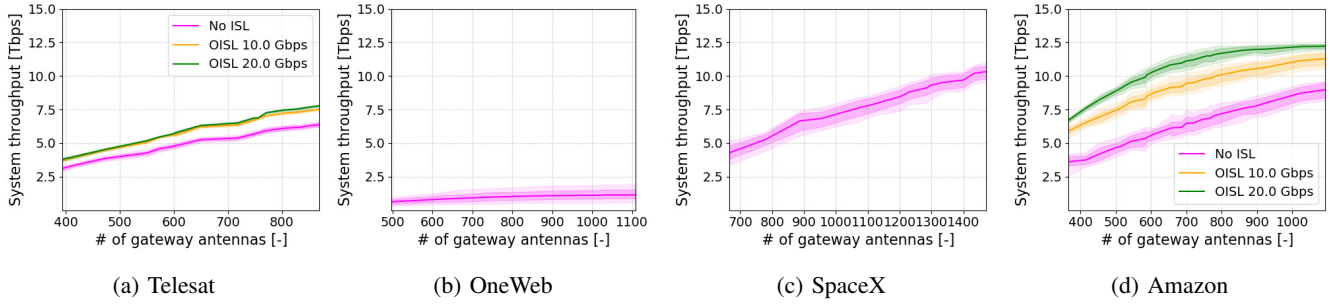 System throughput [Tbps]
15.0
12.5
10.0
7.5
5.0
2.5
No ISL
OISL 10.0 Gbps
OISL 20.0 Gbps
400 500 600 700 800
# of gateway antennas [-]
(a) Telesat
System throughput [Tbps]
15.0
12.5
10.0
7.5
5.0
2.5
500 600 700 800 900 1000 1100
# of gateway antennas [-]
(b) OneWeb
System throughput [Tbps]
15.0
12.5
10.0
7.5
5.0
2.5
700 800 900 1000 1100 1200 1300 1400
# of gateway antennas [-]
(c) SpaceX
System throughput [Tbps]
15.0
12.5
10.0
7.5
5.0
2.5
No ISL
OISL 10.0 Gbps
OISL 20.0 Gbps
400 500 600 700 800 900 1000
# of gateway antennas [-]
(d) Amazon